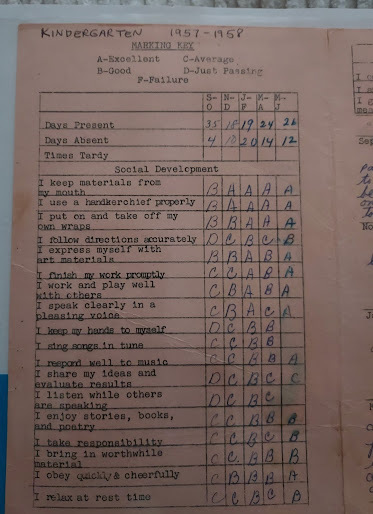 KINDERGARTEN 1957-1958
MARKING KEY
A-Excellent C-Average
B-Good D-Just Passing
F-Failure
S-O N-D J-F M-A M-J
Days Present 35 18 19 24 26
Days Absent 4 18 20 14 12
Times Tardy
Social Development
I keep materials from
my mouth B A A A A
I use a handkerchief properly B A A A A
I put on and take off my
own wraps B B A A A
I follow directions accurately D C B C B
I express myself with
art materials B B A B A
I finish my work promptly C C A B A
I work and play well
with others C B A B A
I speak clearly in a
pleasing voice C B A C A
I keep my hands to myself D C B B
I sing songs in tune C C B B
I respond well to music C C B B A
I share my ideas and
evaluate results D C B C C
I listen while others
are speaking D C B C
I enjoy stories, books,
and poetry C C B B B
I take responsibility C C B C B
I bring in worthwhile
material C C B B B
I obey quickly & cheerfully C B B B A
I relax at rest time C C B C B